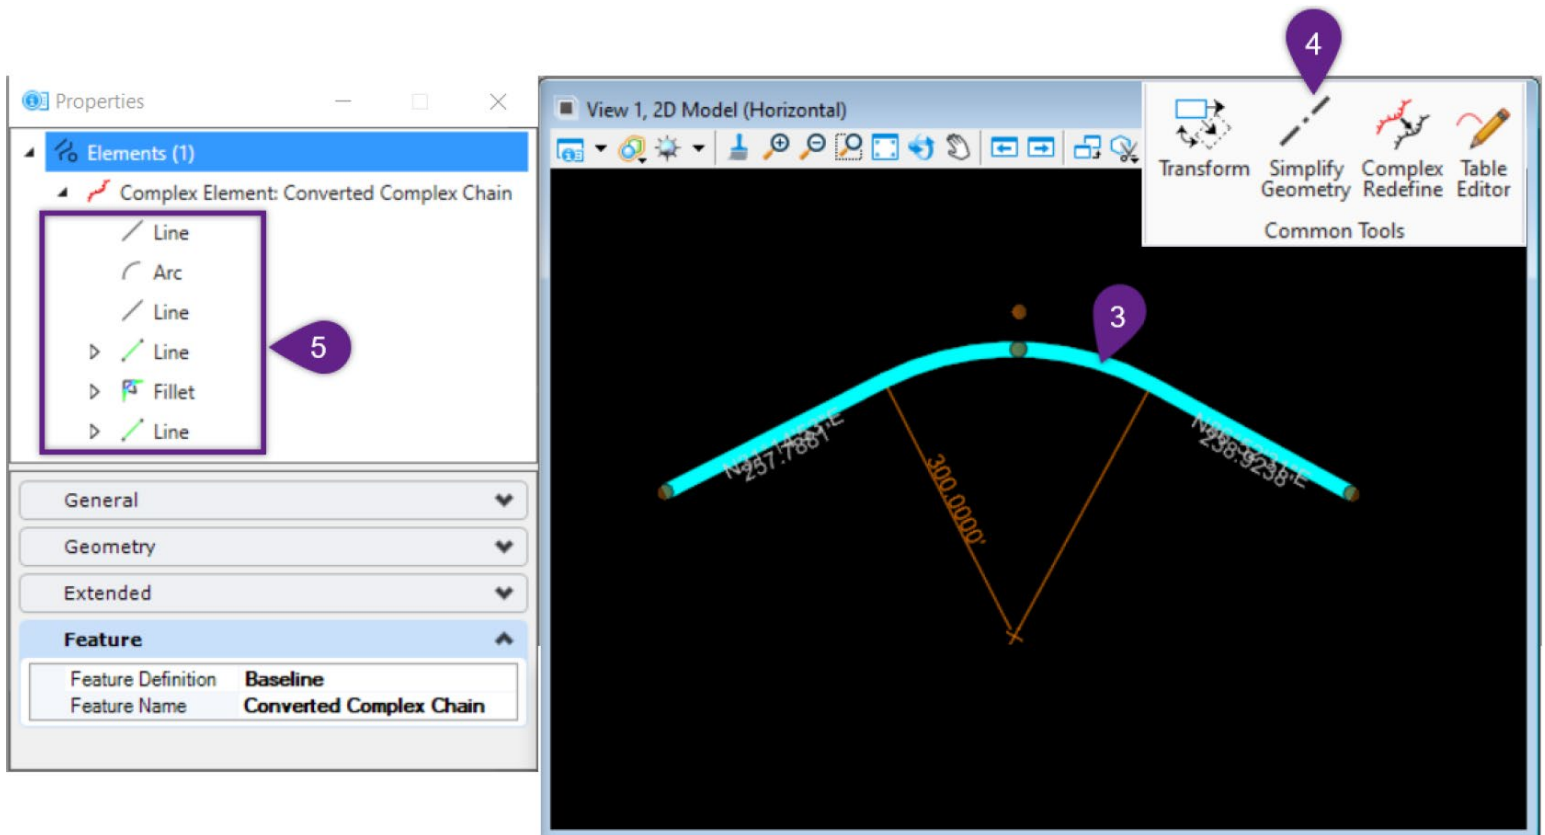 4
Properties
Elements (1)
Complex Element: Converted Complex Chain
Line
Arc
Line
Line
Fillet
Line
5
General
Geometry
Extended
Feature
Feature Definition Baseline
Feature Name Converted Complex Chain
View 1, 2D Model (Horizontal)
Transform
Simplify
Geometry
Complex
Redefine
Table
Editor
Common Tools
3
257.7881'
238.9238'
300.0000'